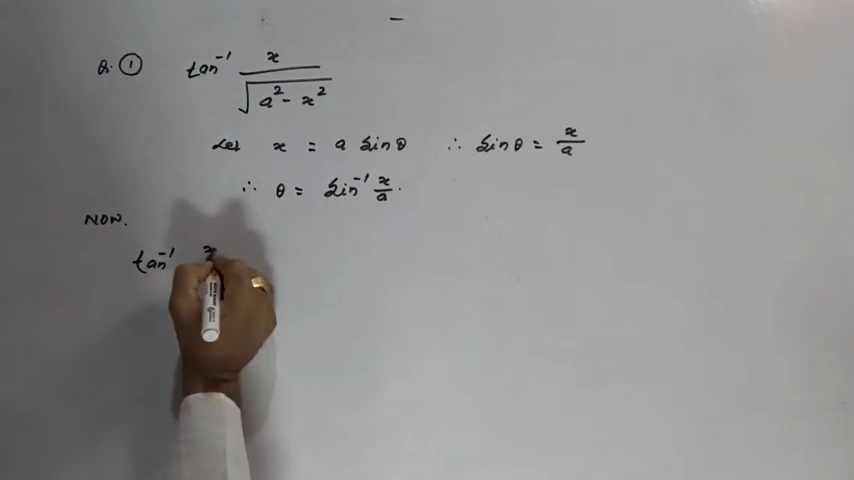 Q. ① tan⁻¹ x / √(a² - x²)
Let x = a Sinθ ∴ Sinθ = x/a
∴ θ = Sin⁻¹ x/a.
NOW.
tan⁻¹ x